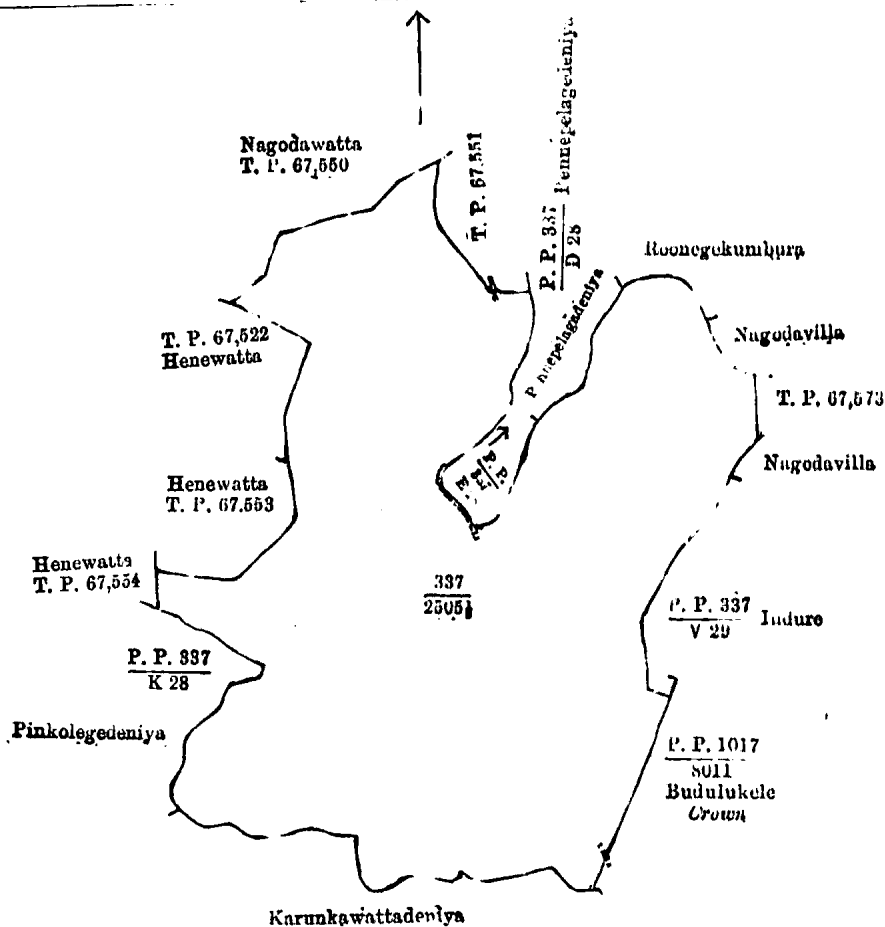 Nagodawatta
T. P. 67,550
T. P. 67,551
P. P. 337
D 28
Pennepelagedeniya
Roonegekumbura
T. P. 67,522
Henewatta
Nagodavilla
T. P. 67,573
Nagodavilla
Henewatta
T. P. 67,553
Henewatta
T. P. 67,554
337
P. P. 337
V 29
Indure
P. P. 337
K 28
Pinkolegedeniya
P. P. 1017
8011
Budulukele
Crown
Karunkawattadeniya